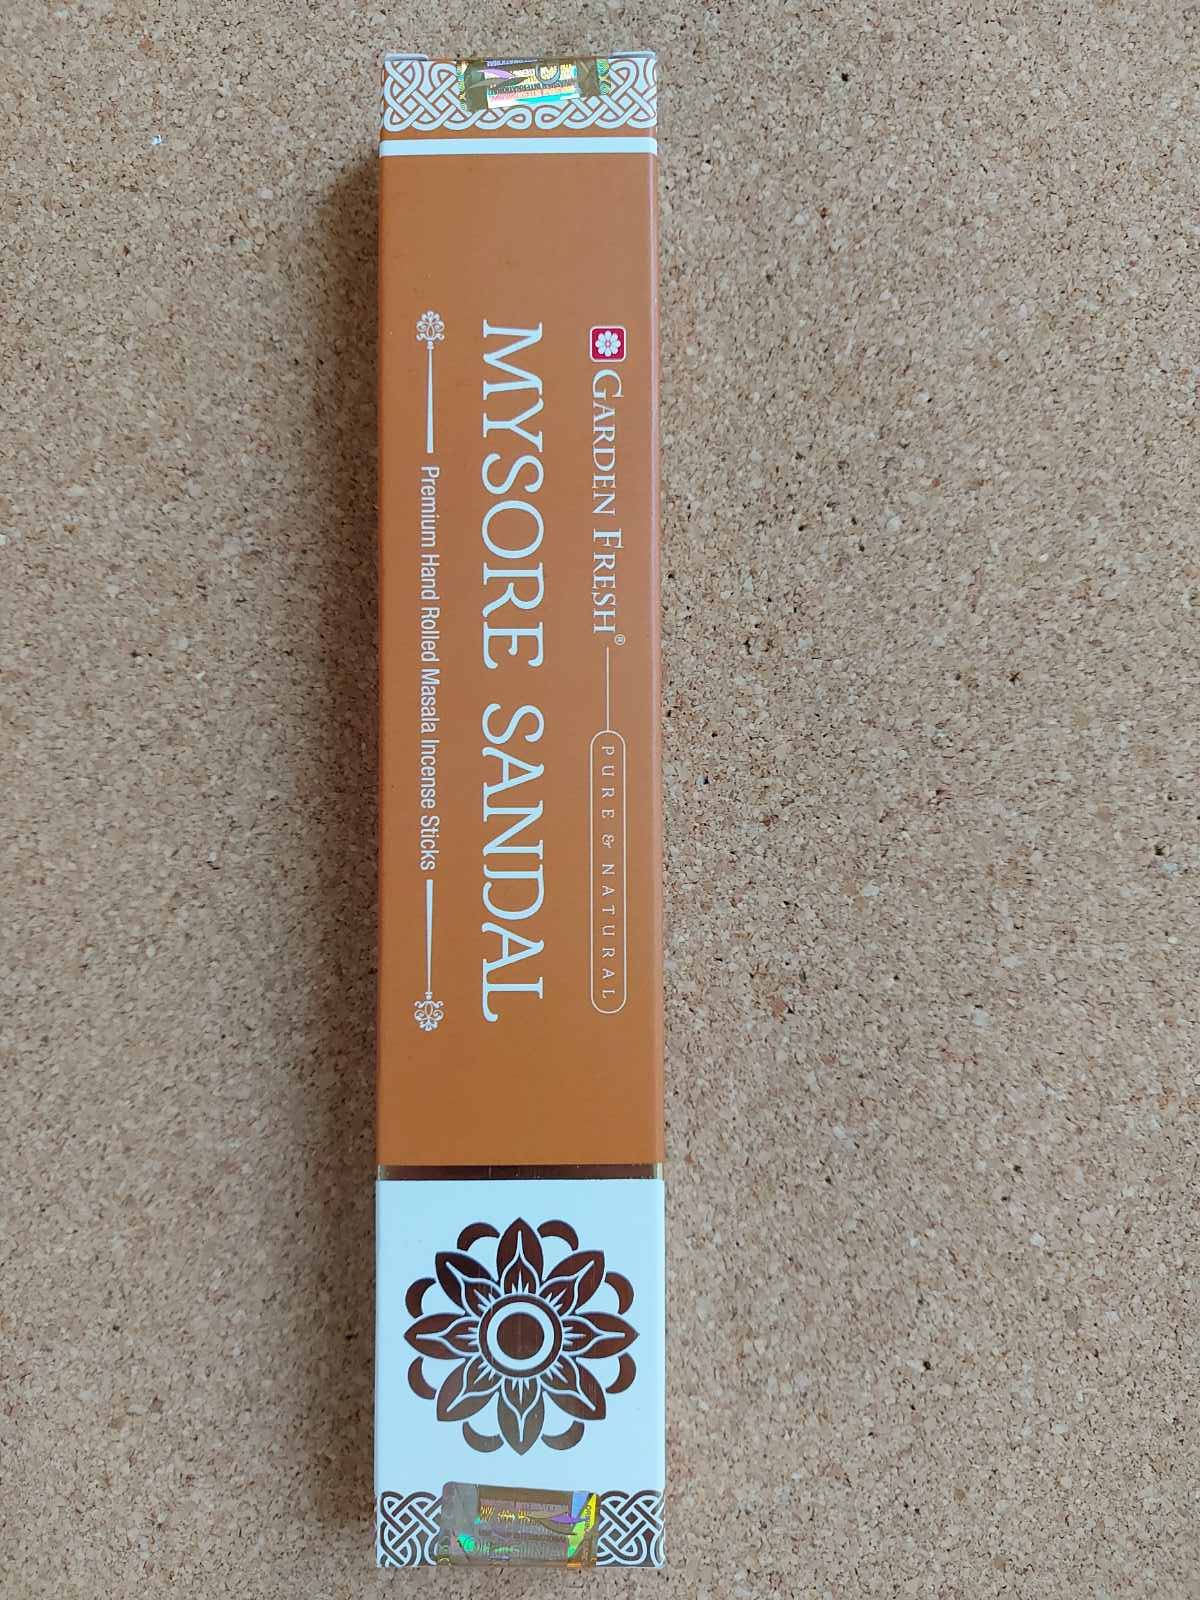 GARDEN FRESH®
PURE & NATURAL
MYSORE SANDAL
Premium Hand Rolled Masala Incense Sticks